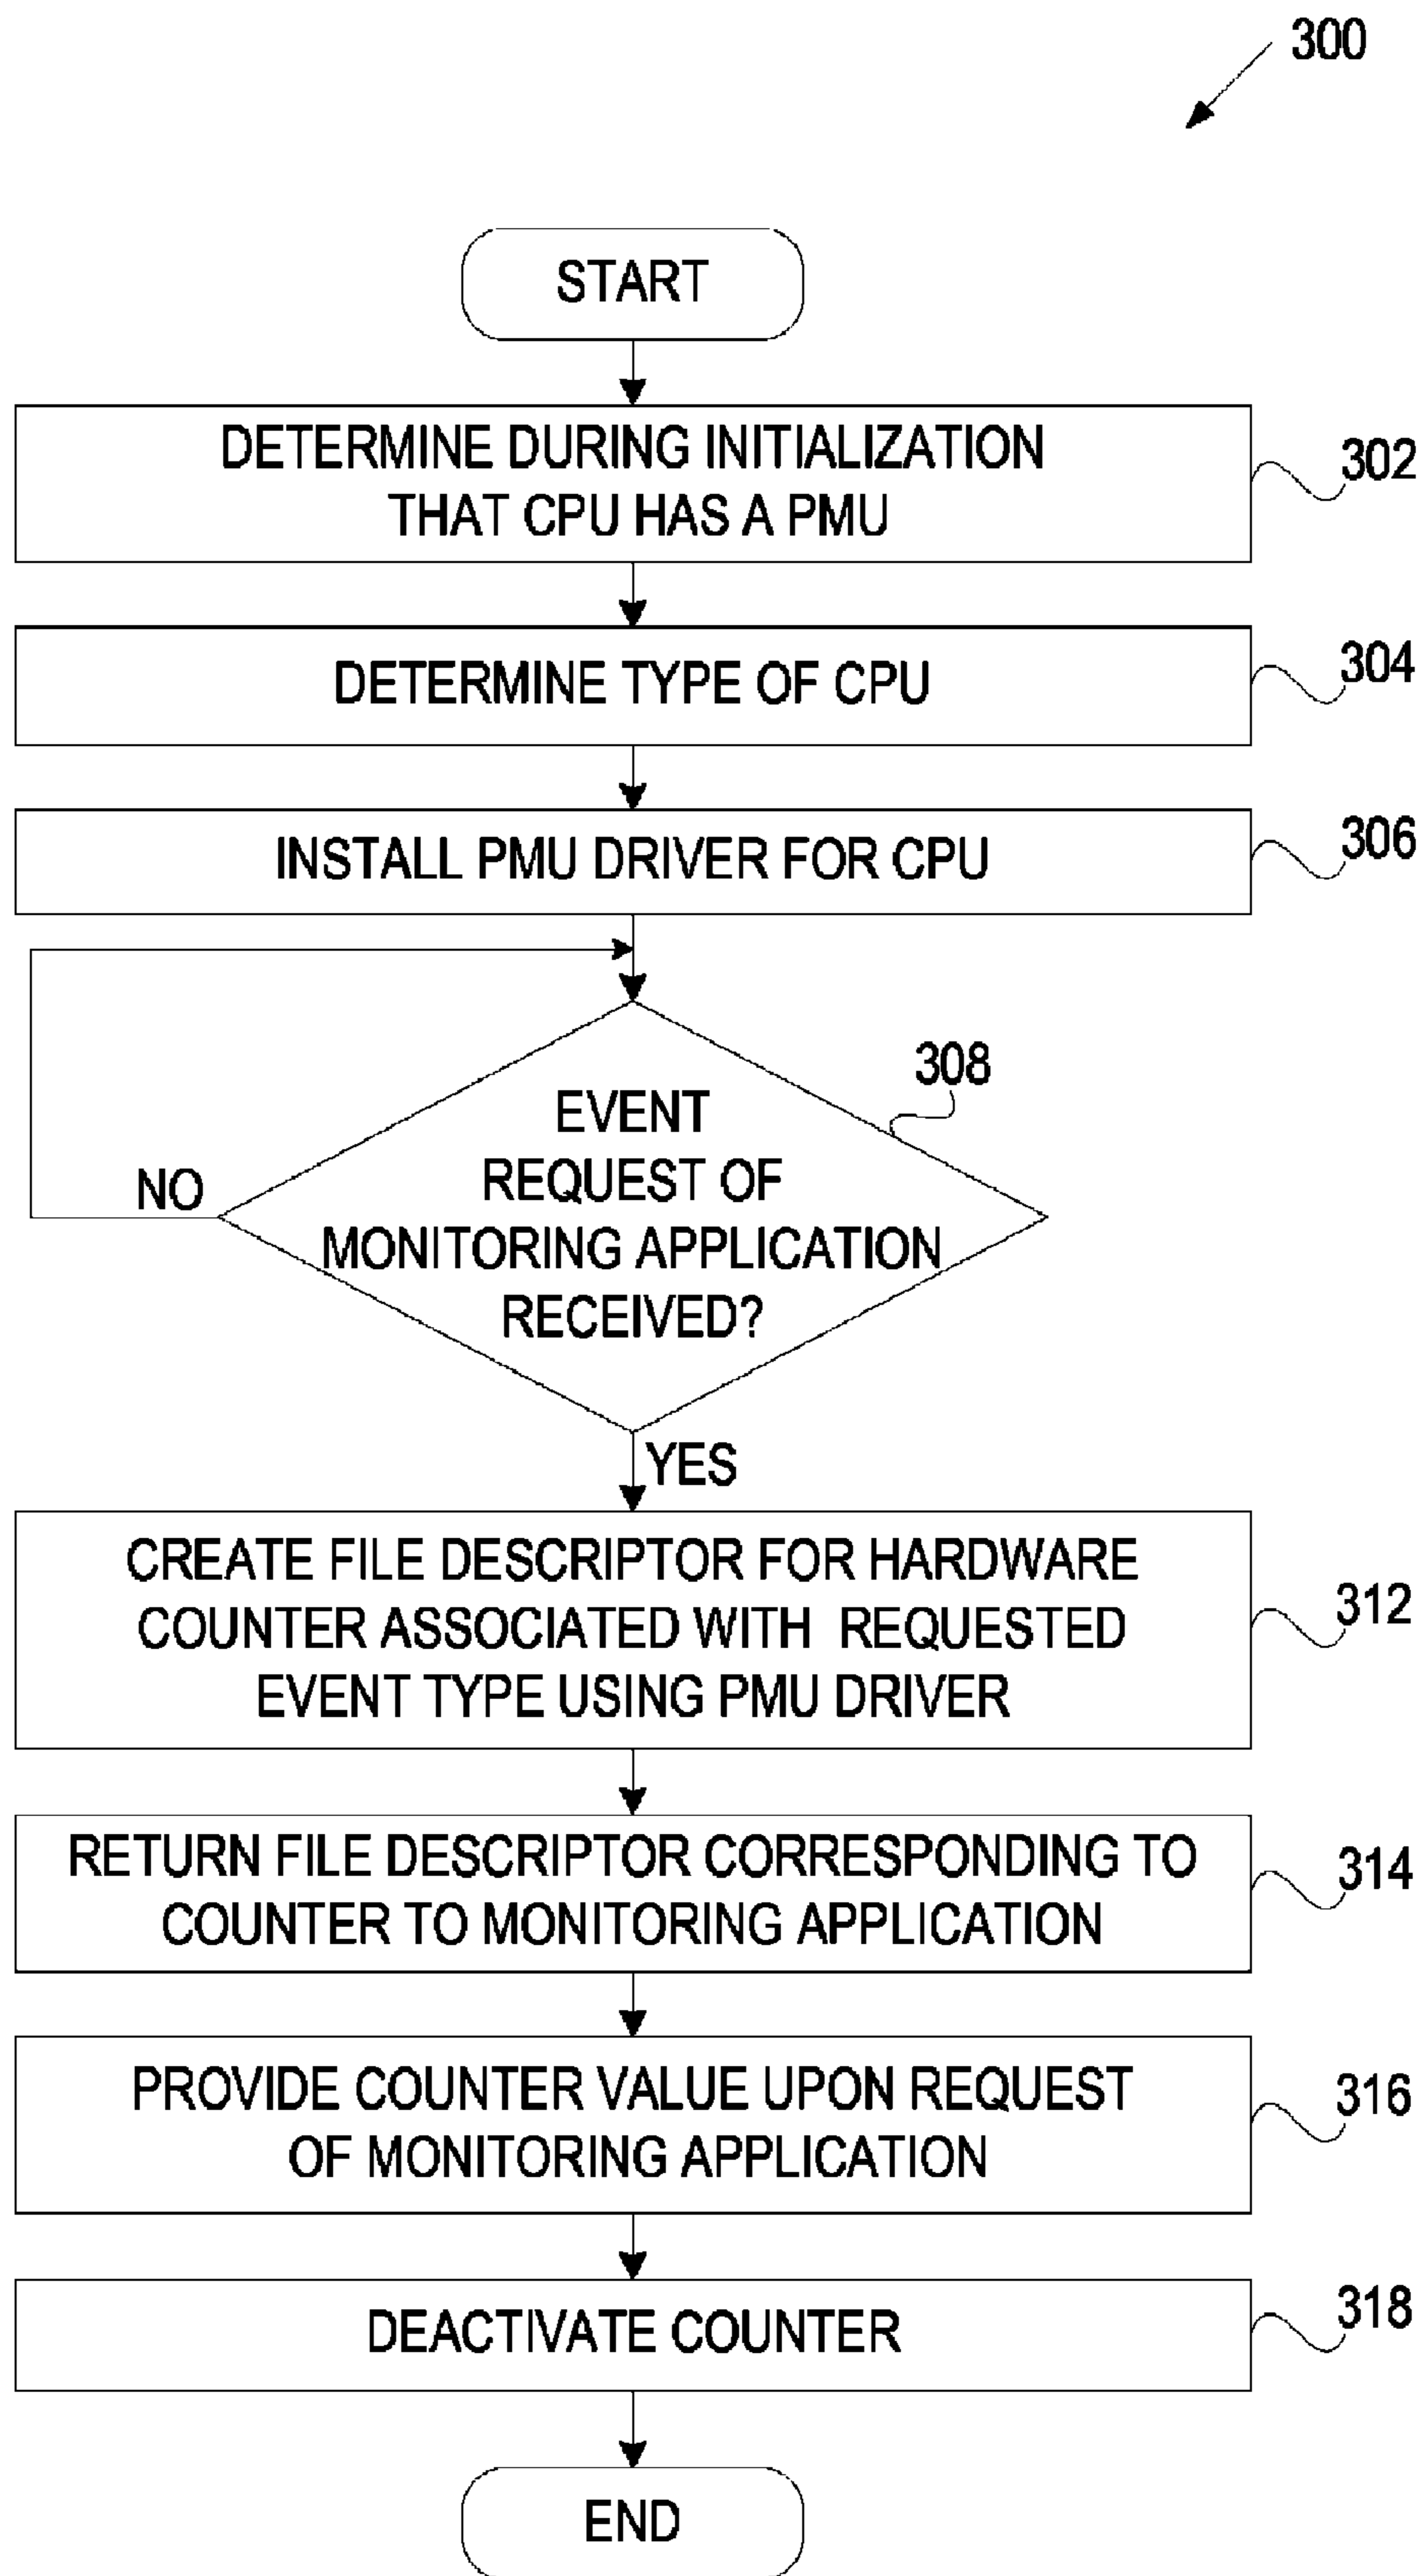 300
START
DETERMINE DURING INITIALIZATION
THAT CPU HAS A PMU
302
DETERMINE TYPE OF CPU
304
INSTALL PMU DRIVER FOR CPU
306
308
EVENT
REQUEST OF
MONITORING APPLICATION
RECEIVED?
NO
YES
CREATE FILE DESCRIPTOR FOR HARDWARE
COUNTER ASSOCIATED WITH REQUESTED
EVENT TYPE USING PMU DRIVER
312
RETURN FILE DESCRIPTOR CORRESPONDING TO
COUNTER TO MONITORING APPLICATION
314
PROVIDE COUNTER VALUE UPON REQUEST
OF MONITORING APPLICATION
316
DEACTIVATE COUNTER
318
END